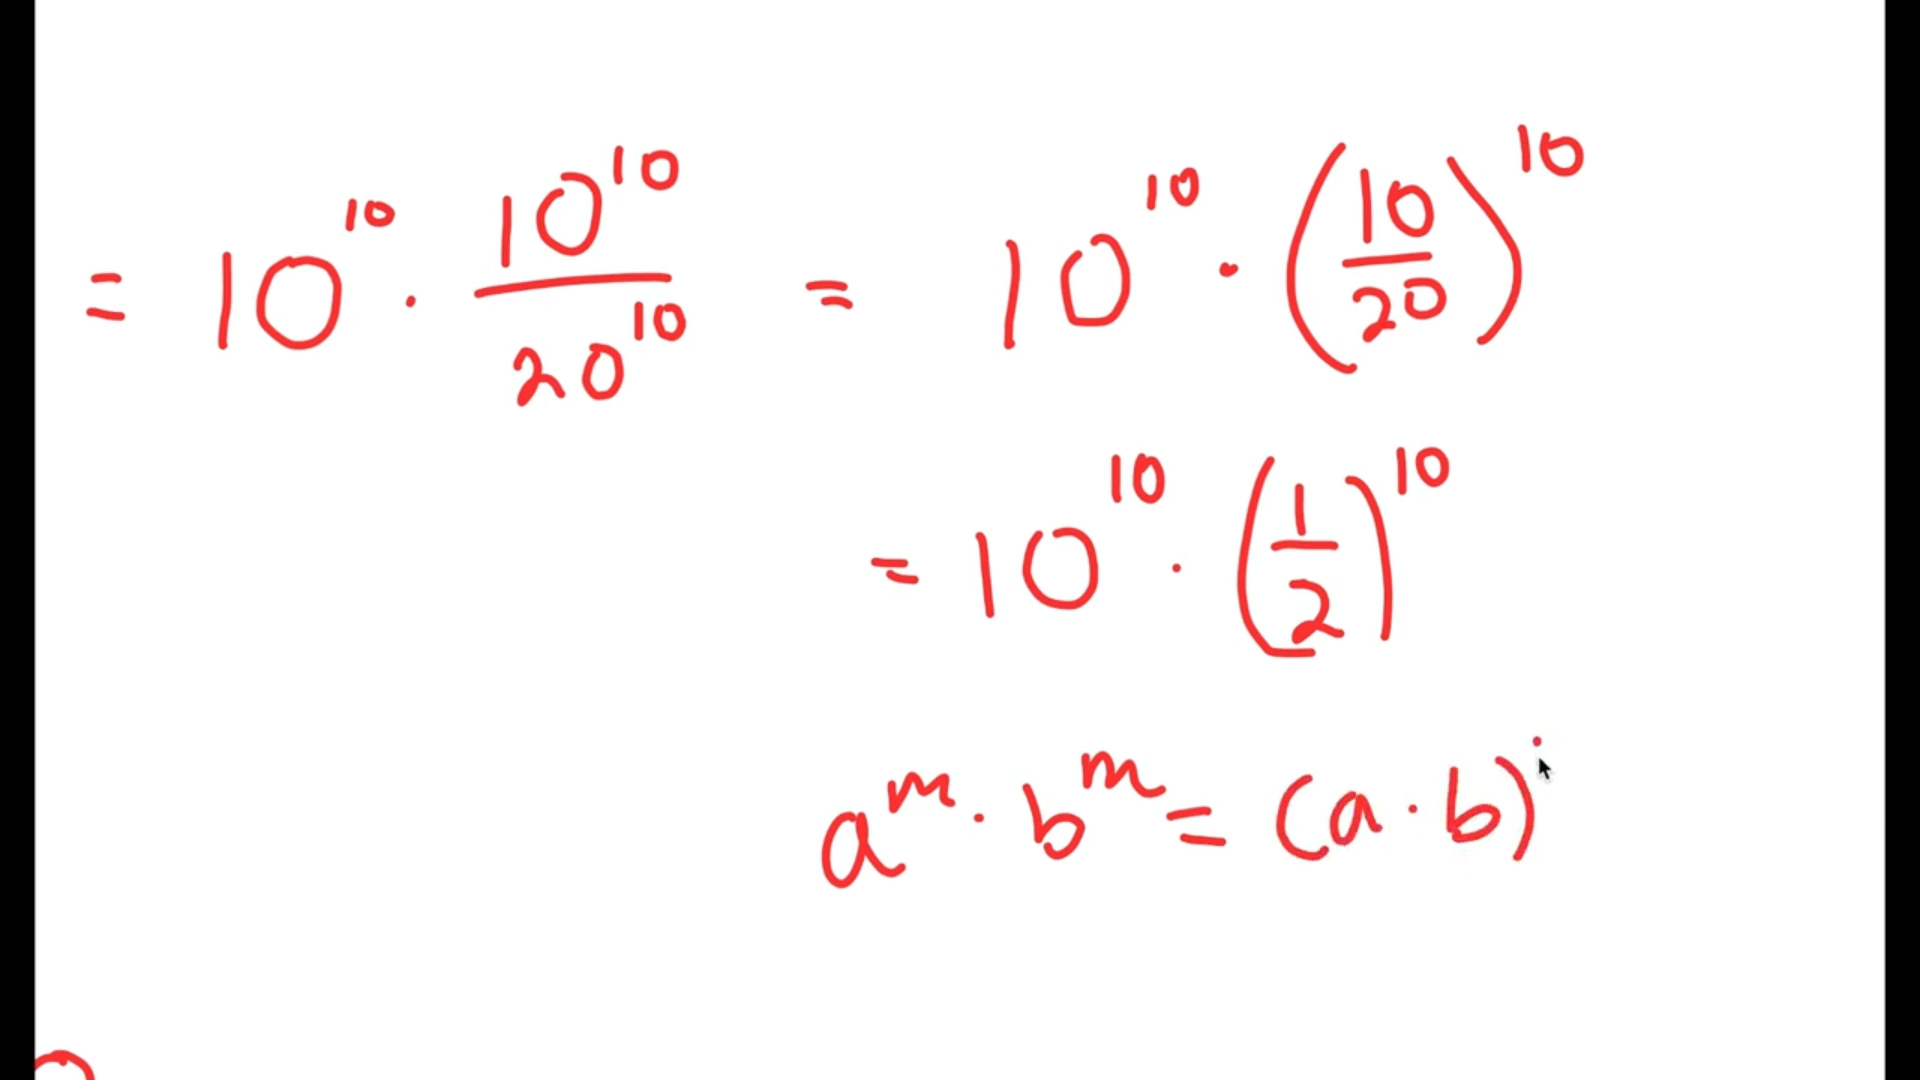 = 10^10 · 10^10/20^10 = 10^10 · (10/20)^10
= 10^10 · (1/2)^10
a^m · b^m = (a · b)